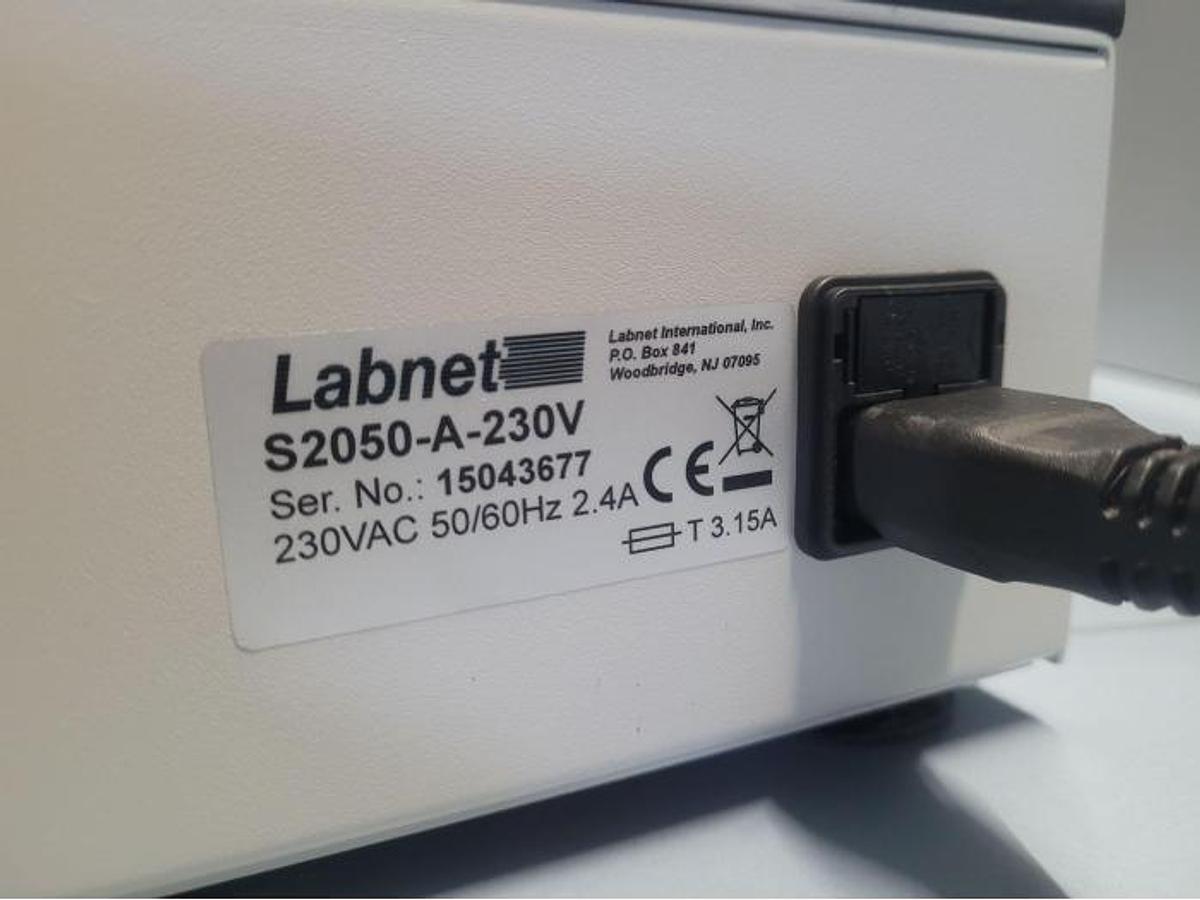 Labnet
Labnet International, Inc.
P.O. Box 841
Woodbridge, NJ 07095
S2050-A-230V
Ser. No.: 15043677
230VAC 50/60Hz 2.4A
CE
T 3.15A